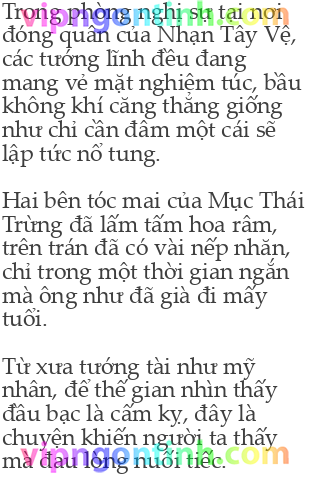 Trong phòng nghị sự tại nơi
đóng quân của Nhạn Tây Vệ,
các tướng lĩnh đều đang
mang vẻ mặt nghiêm túc, bầu
không khí căng thẳng giống
như chỉ cần đâm một cái sẽ
lập tức nổ tung.
Hai bên tóc mai của Mục Thái
Trừng đã lấm tấm hoa râm,
trên trán đã có vài nếp nhăn,
chỉ trong một thời gian ngắn
mà ông như đã già đi mấy
tuổi.
Từ xưa tướng tài như mỹ
nhân, để thế gian nhìn thấy
đầu bạc là cấm kỵ, đây là
chuyện khiến người ta thấy
mà đau lòng nuối tiếc.
vipngontinh.com
vipngontinh.com